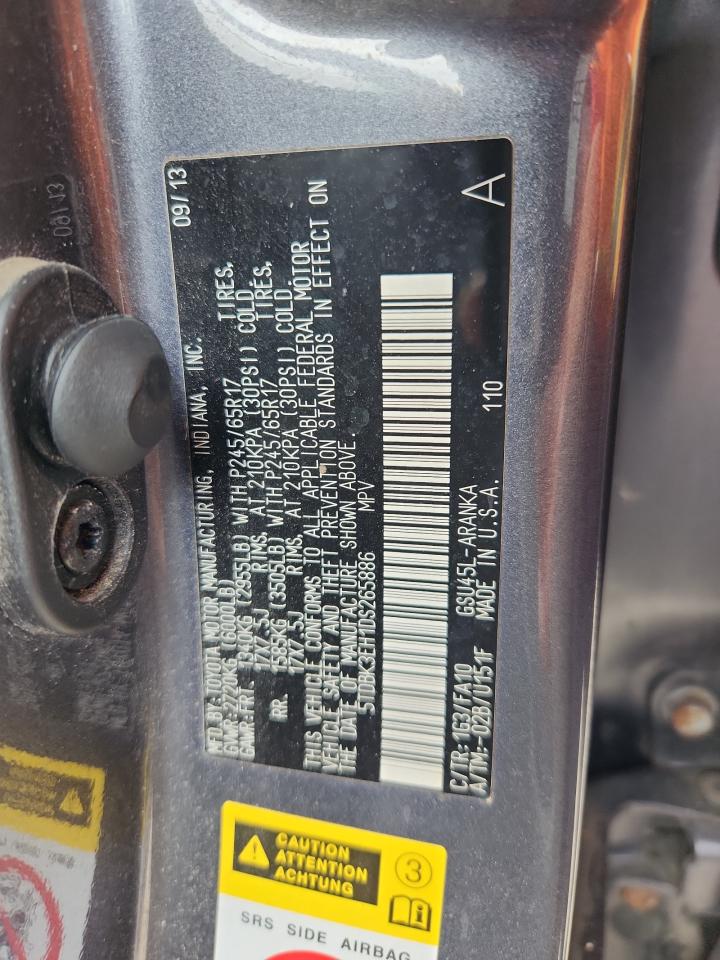 MFD. BY: TOYOTA MOTOR MANUFACTURING, INDIANA, INC. 09/13
GVWR: 2720KG (6000LB)
GAWR: FRT 1340KG (2955LB) WITH P245/65R17 TIRES,
17X7.5J RIMS, AT 210KPA (30PSI) COLD.
RR 1585KG (3505LB) WITH P245/65R17 TIRES,
17X7.5J RIMS, AT 210KPA (30PSI) COLD.
THIS VEHICLE CONFORMS TO ALL APPLICABLE FEDERAL MOTOR
VEHICLE SAFETY AND THEFT PREVENTION STANDARDS IN EFFECT ON
THE DATE OF MANUFACTURE SHOWN ABOVE.
5TDBK3EH1DS265886 MPV
C/TR: 1G3/FA10 GSU45L-ARANKA 110
A/TM: -02B/U151F MADE IN U.S.A. A
CAUTION
ATTENTION
ACHTUNG
3
SRS SIDE AIRBAG